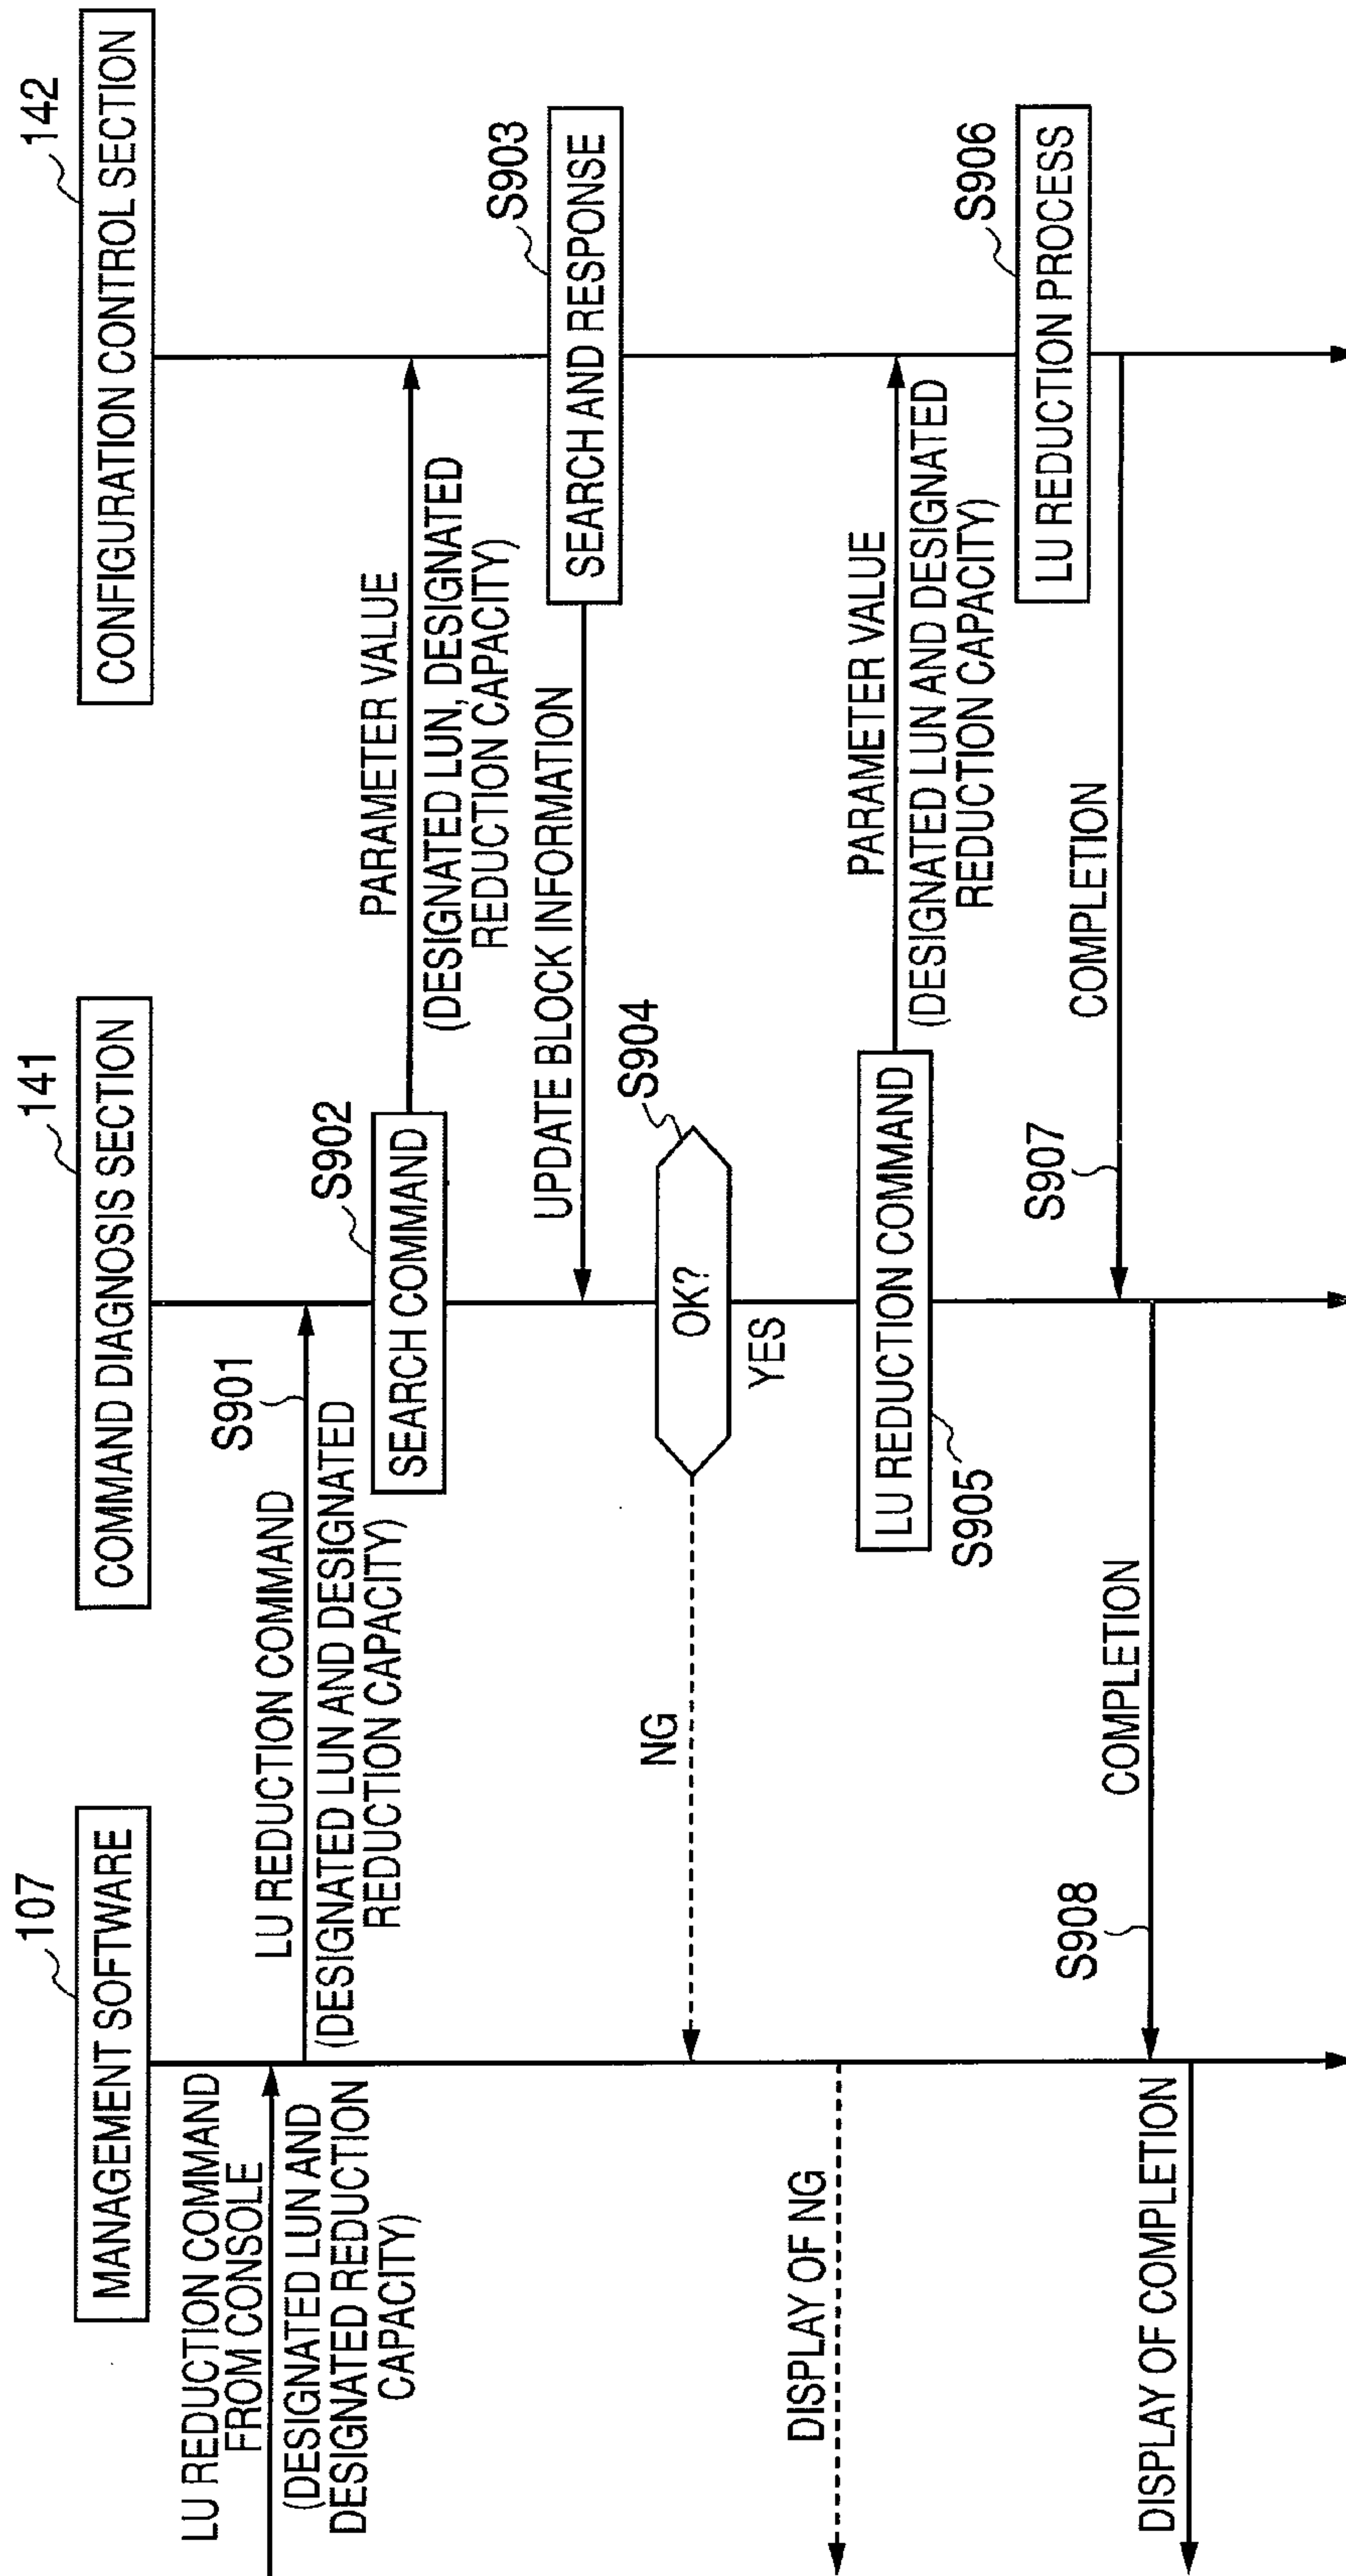 107
MANAGEMENT SOFTWARE
141
COMMAND DIAGNOSIS SECTION
142
CONFIGURATION CONTROL SECTION
LU REDUCTION COMMAND
FROM CONSOLE
(DESIGNATED LUN AND
DESIGNATED REDUCTION
CAPACITY)
LU REDUCTION COMMAND
S901
(DESIGNATED LUN AND DESIGNATED
REDUCTION CAPACITY)
S902
SEARCH COMMAND
PARAMETER VALUE
(DESIGNATED LUN, DESIGNATED
REDUCTION CAPACITY)
S903
SEARCH AND RESPONSE
UPDATE BLOCK INFORMATION
S904
OK?
NG
YES
DISPLAY OF NG
LU REDUCTION COMMAND
S905
PARAMETER VALUE
(DESIGNATED LUN AND DESIGNATED
REDUCTION CAPACITY)
S906
LU REDUCTION PROCESS
COMPLETION
S907
COMPLETION
S908
DISPLAY OF COMPLETION